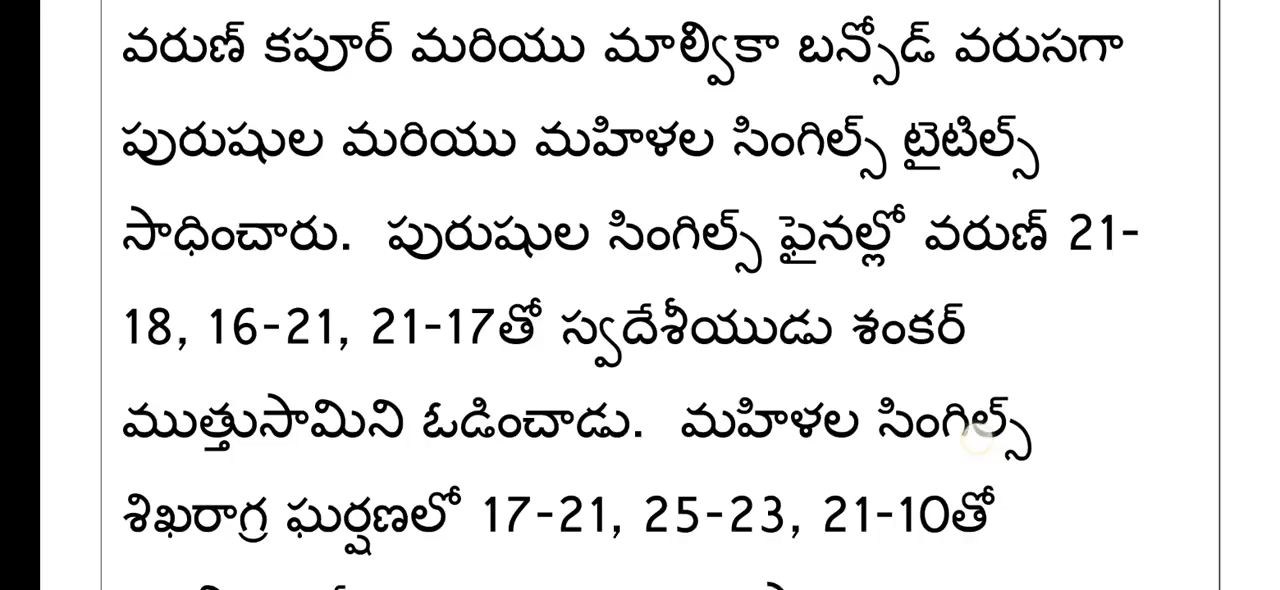 వరుణ్ కపూర్ మరియు మాల్వికా బన్సోడ్ వరుసగా
పురుషుల మరియు మహిళల సింగిల్స్ టైటిల్స్
సాధించారు. పురుషుల సింగిల్స్ ఫైనల్లో వరుణ్ 21-
18, 16-21, 21-17తో స్వదేశీయుడు శంకర్
ముత్తుసామిని ఓడించాడు. మహిళల సింగిల్స్
శిఖరాగ్ర ఘర్షణలో 17-21, 25-23, 21-10తో